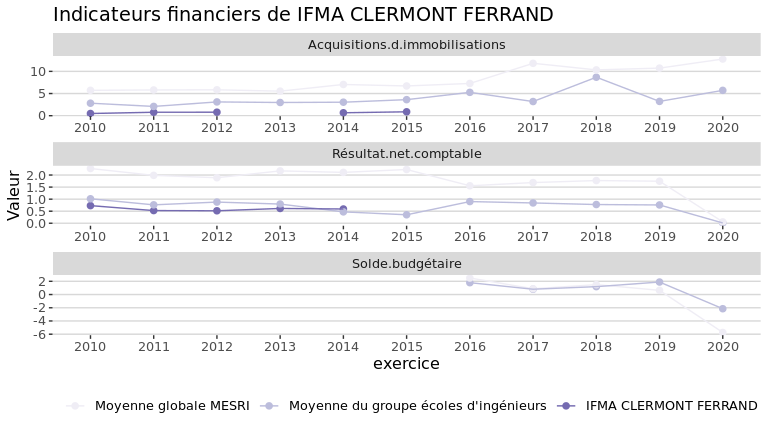 Indicateurs financiers de IFMA CLERMONT FERRAND
Acquisitions.d.immobilisations
10
5
0
2010 2011 2012 2013 2014 2015 2016 2017 2018 2019 2020
Résultat.net.comptable
2.0
1.5
1.0
0.5
0.0
2010 2011 2012 2013 2014 2015 2016 2017 2018 2019 2020
Valeur
Solde.budgétaire
2
0
-2
-4
-6
2010 2011 2012 2013 2014 2015 2016 2017 2018 2019 2020
exercice
Moyenne globale MESRI Moyenne du groupe écoles d'ingénieurs IFMA CLERMONT FERRAND